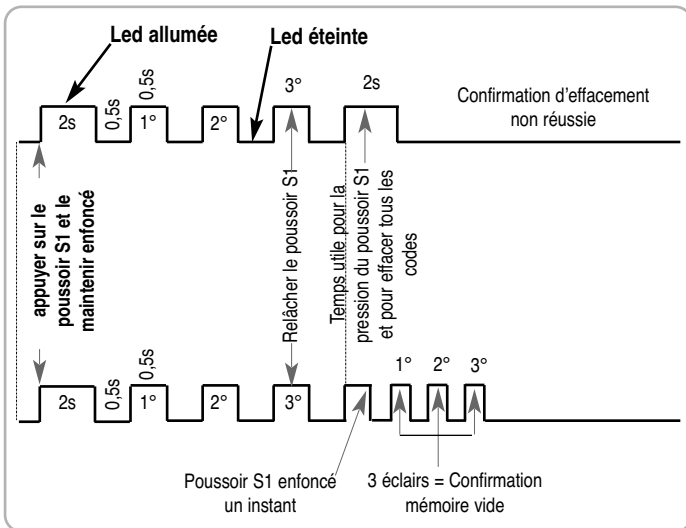 Led allumée
Led éteinte
2s
0,5s
0,5s
1°
2°
3°
2s
Confirmation d'effacement
non réussie
appuyer sur le
poussoir S1 et le
maintenir enfoncé
Relâcher le poussoir S1
Temps utile pour la
pression du poussoir S1
et pour effacer tous les
codes
2s
0,5s
0,5s
1°
2°
3°
1°
2°
3°
Poussoir S1 enfoncé
un instant
3 éclairs = Confirmation
mémoire vide